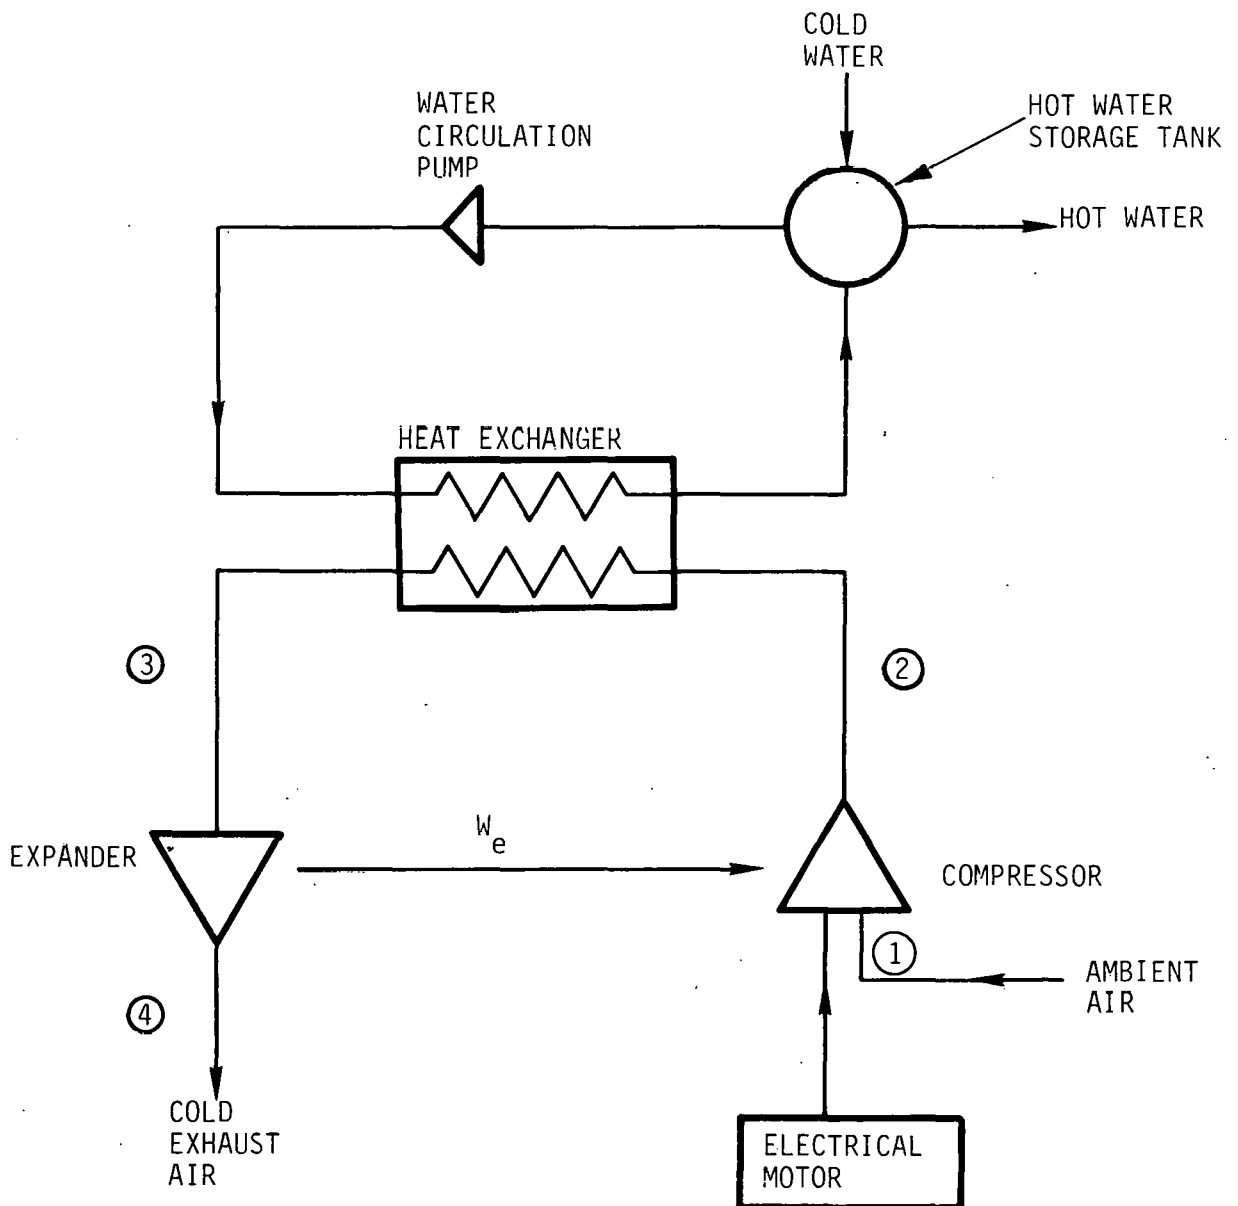 COLD
WATER
WATER
CIRCULATION
PUMP
HOT WATER
STORAGE TANK
HOT WATER
HEAT EXCHANGER
3
2
EXPANDER
We
COMPRESSOR
1
AMBIENT
AIR
4
COLD
EXHAUST
AIR
ELECTRICAL
MOTOR